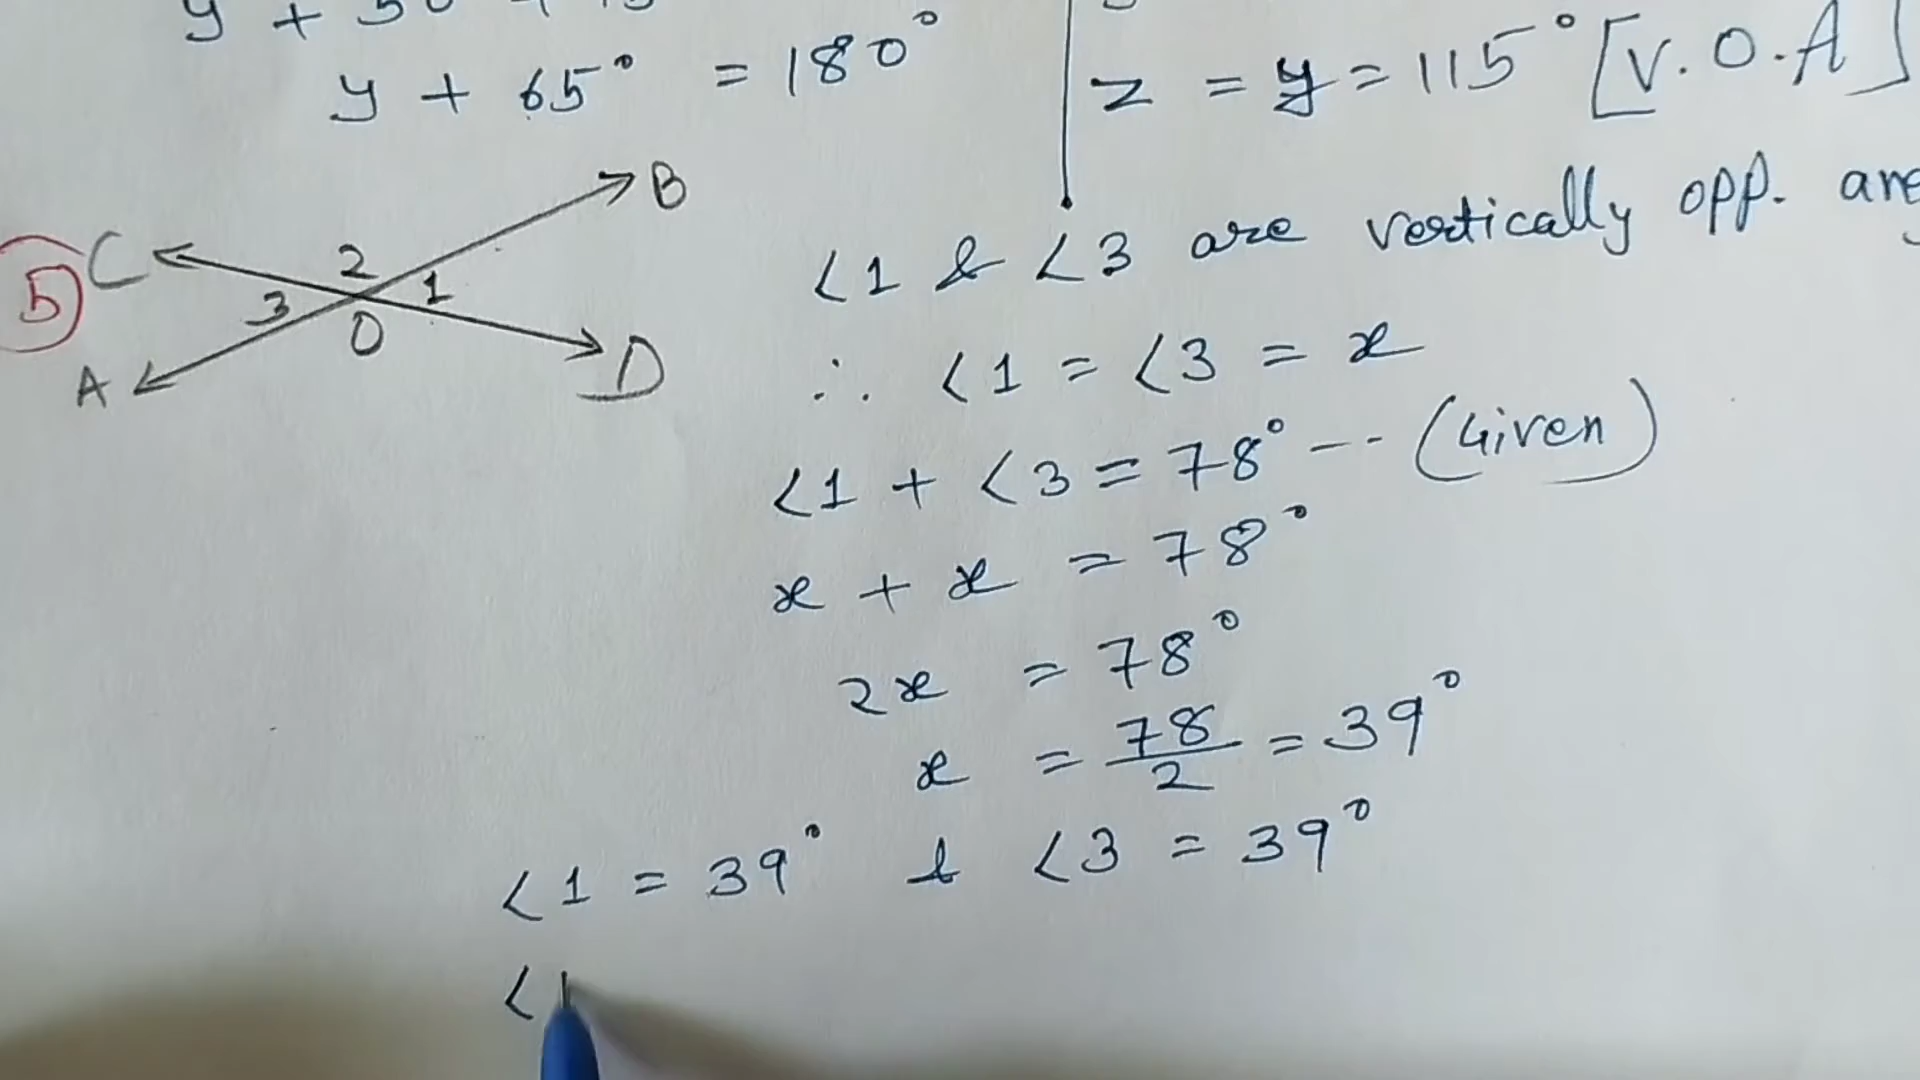 y + 65° = 180°
z = y = 115° [V.O.A]
5
C
B
2
3
1
O
A
D
∠1 & ∠3 are vertically opp.
∴ ∠1 = ∠3 = x
∠1 + ∠3 = 78° --- (Given)
x + x = 78°
2x = 78°
x = 78/2 = 39°
∠1 = 39° & ∠3 = 39°
∠